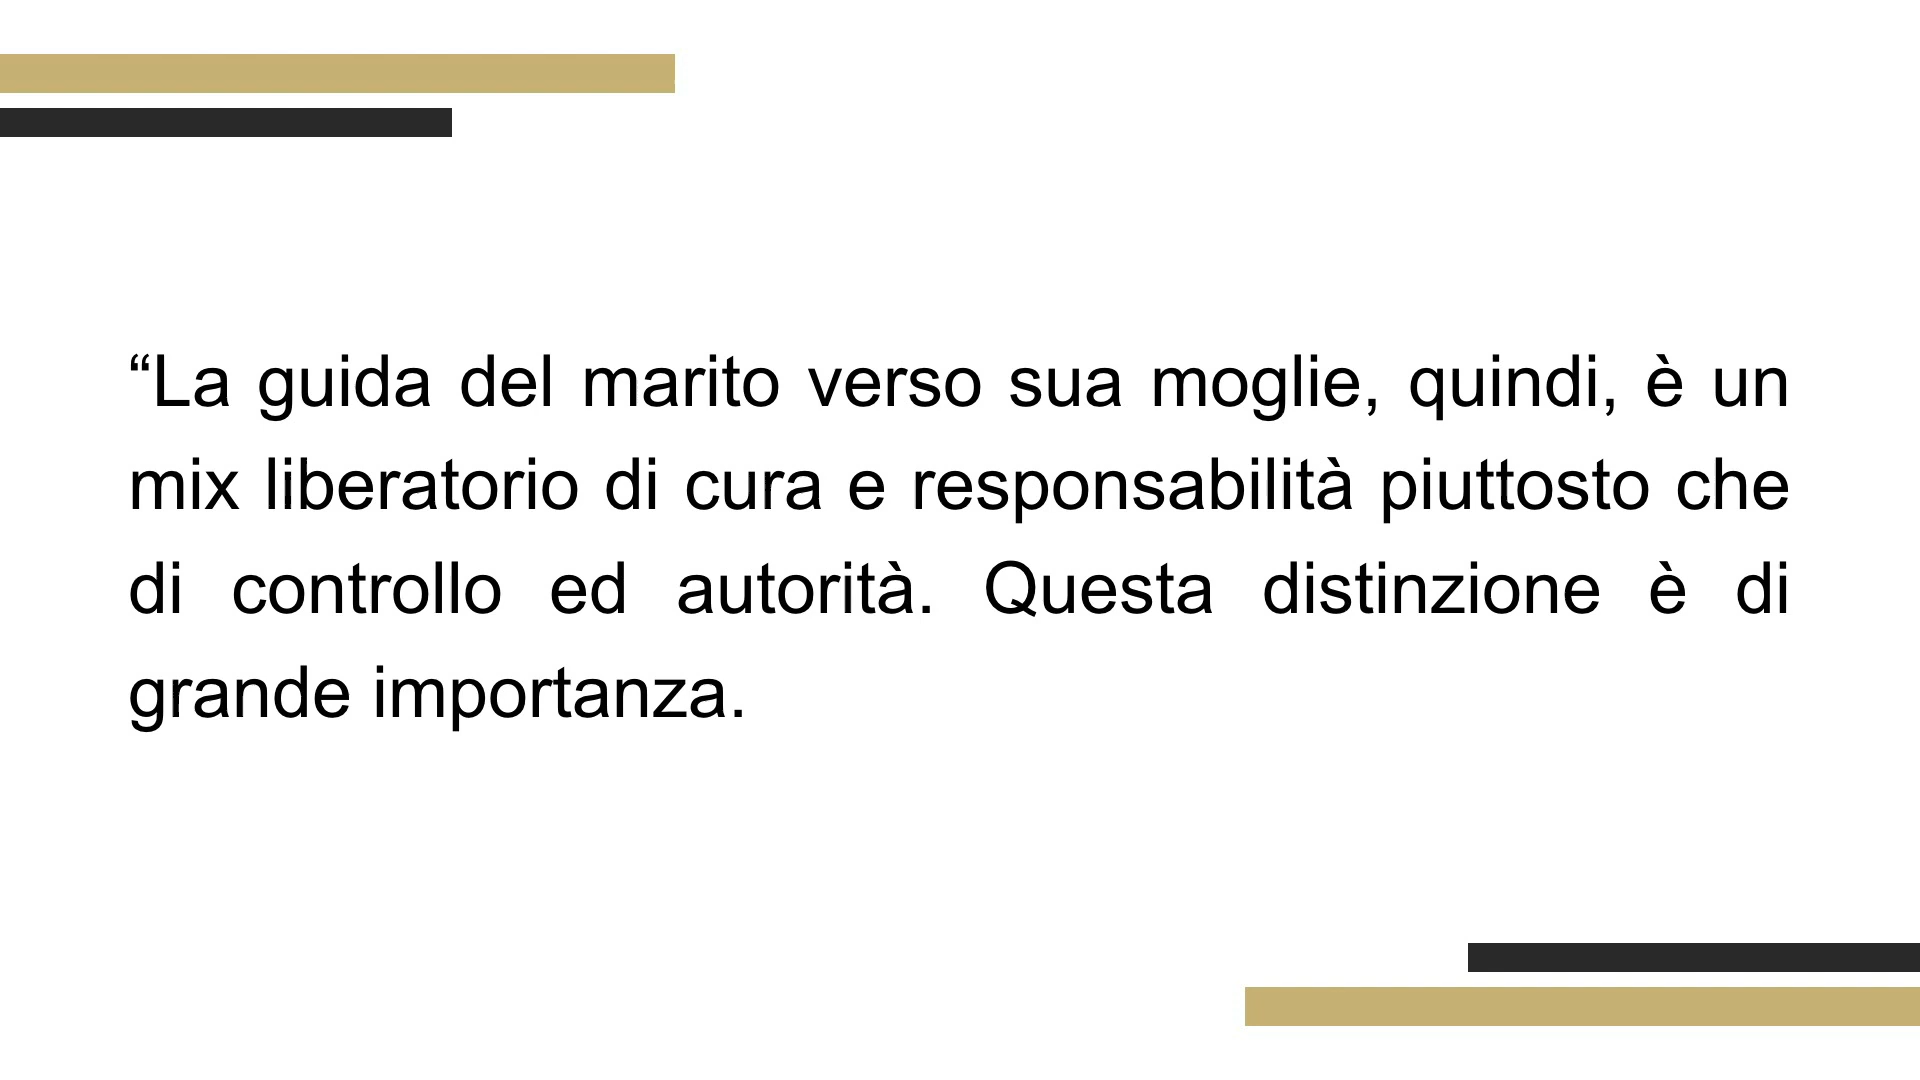 “La guida del marito verso sua moglie, quindi, è un
mix liberatorio di cura e responsabilità piuttosto che
di controllo ed autorità. Questa distinzione è di
grande importanza.